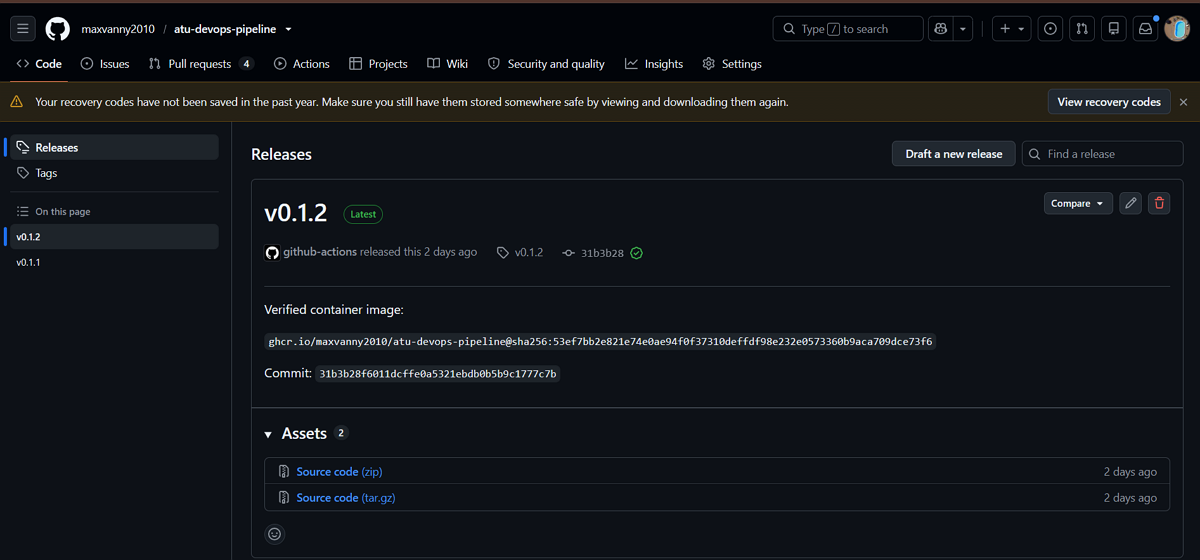 maxvanny2010 / atu-devops-pipeline
Type / to search
Code Issues Pull requests 4 Actions Projects Wiki Security and quality Insights Settings
Your recovery codes have not been saved in the past year. Make sure you still have them stored somewhere safe by viewing and downloading them again.
View recovery codes
Releases
Tags
On this page
v0.1.2
v0.1.1
Releases
Draft a new release
Find a release
v0.1.2 Latest
Compare
github-actions released this 2 days ago v0.1.2 31b3b28
Verified container image:
ghcr.io/maxvanny2010/atu-devops-pipeline@sha256:53ef7bb2e821e74e0ae94f0f37310deffdf98e232e0573360b9aca709dce73f6
Commit: 31b3b28f6011dcffe0a5321ebdb0b5b9c1777c7b
Assets 2
Source code (zip) 2 days ago
Source code (tar.gz) 2 days ago